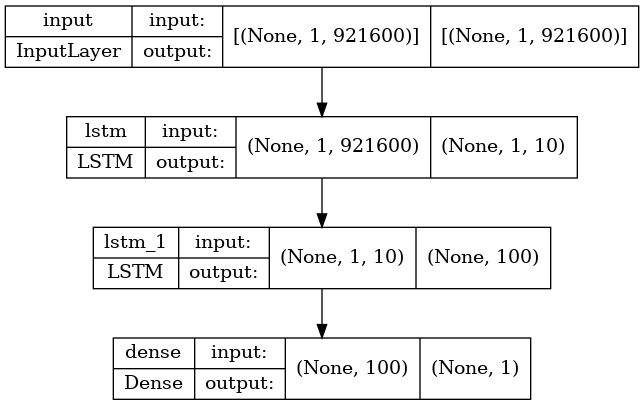 input input: [(None, 1, 921600)] [(None, 1, 921600)]
InputLayer output:
lstm input: (None, 1, 921600) (None, 1, 10)
LSTM output:
lstm_1 input: (None, 1, 10) (None, 100)
LSTM output:
dense input: (None, 100) (None, 1)
Dense output: